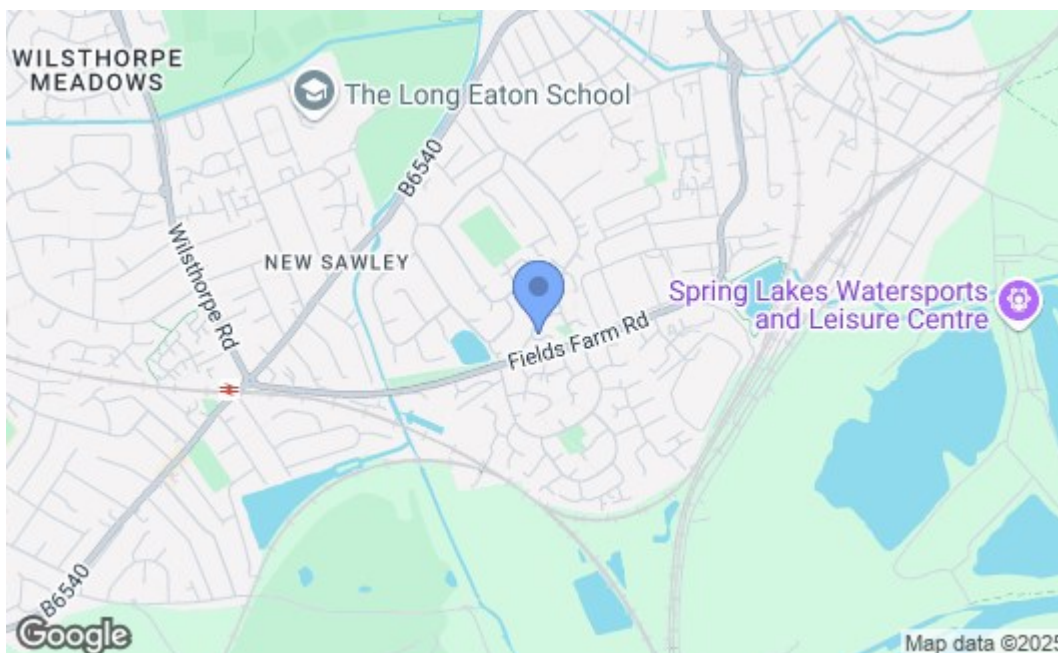 WILSTHORPE
MEADOWS
The Long Eaton School
B6540
Wilsthorpe Rd
NEW SAWLEY
Spring Lakes Watersports
and Leisure Centre
Fields Farm Rd
B6540
Google
Map data ©2025